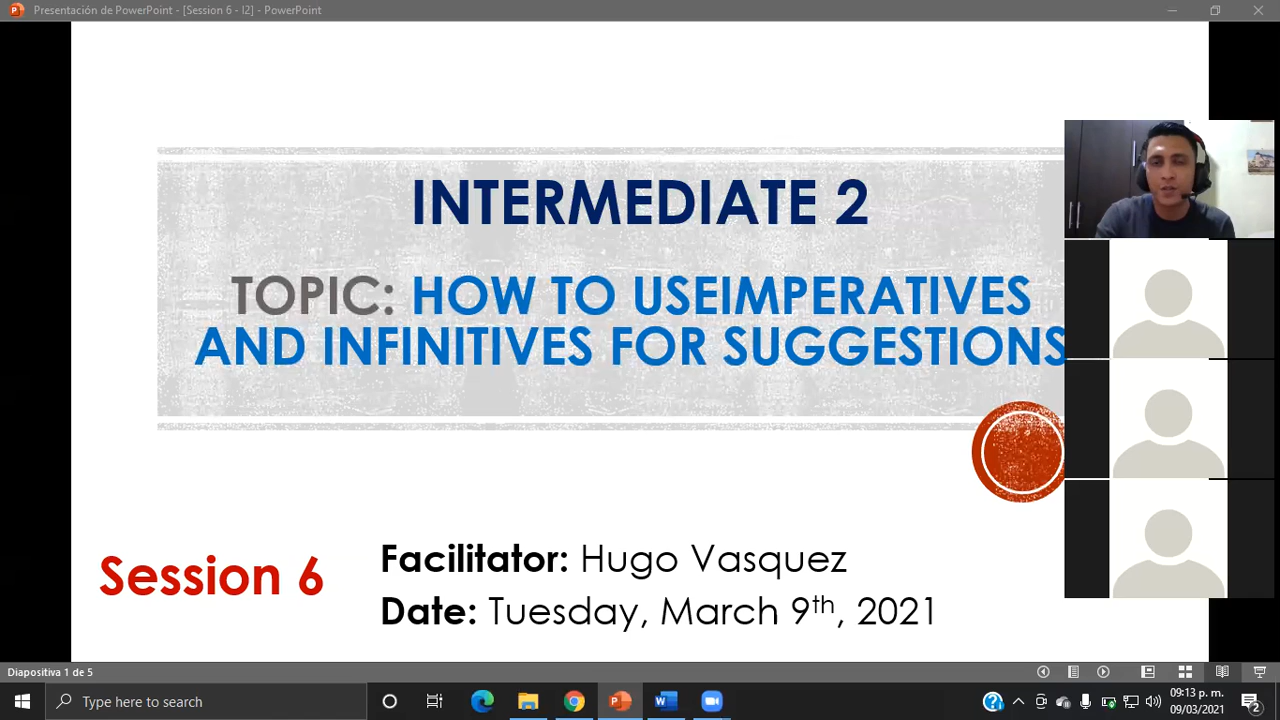 Presentación de PowerPoint - [Session 6 - I2] - PowerPoint
INTERMEDIATE 2
TOPIC: HOW TO USEIMPERATIVES
AND INFINITIVES FOR SUGGESTIONS
Session 6
Facilitator: Hugo Vasquez
Date: Tuesday, March 9th, 2021
Diapositiva 1 de 5
Type here to search
09:13 p. m.
09/03/2021
2